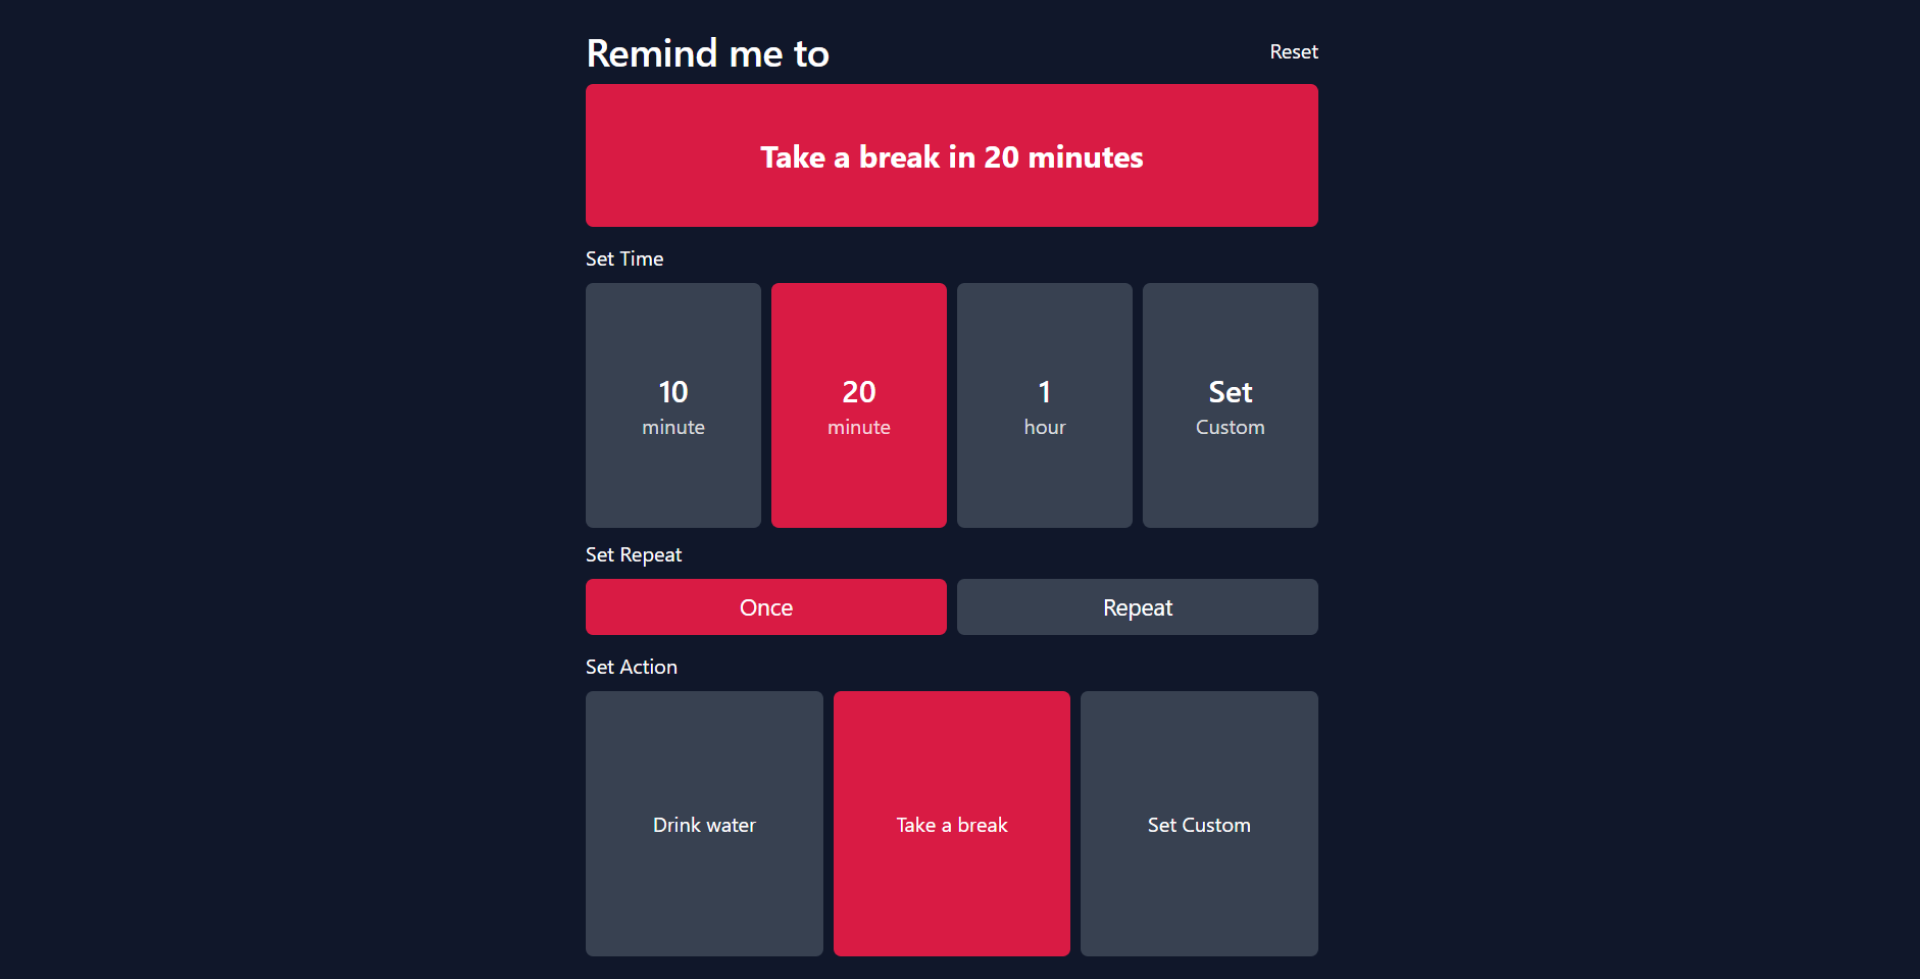 Remind me to
Reset
Take a break in 20 minutes
Set Time
10
minute
20
minute
1
hour
Set
Custom
Set Repeat
Once
Repeat
Set Action
Drink water
Take a break
Set Custom